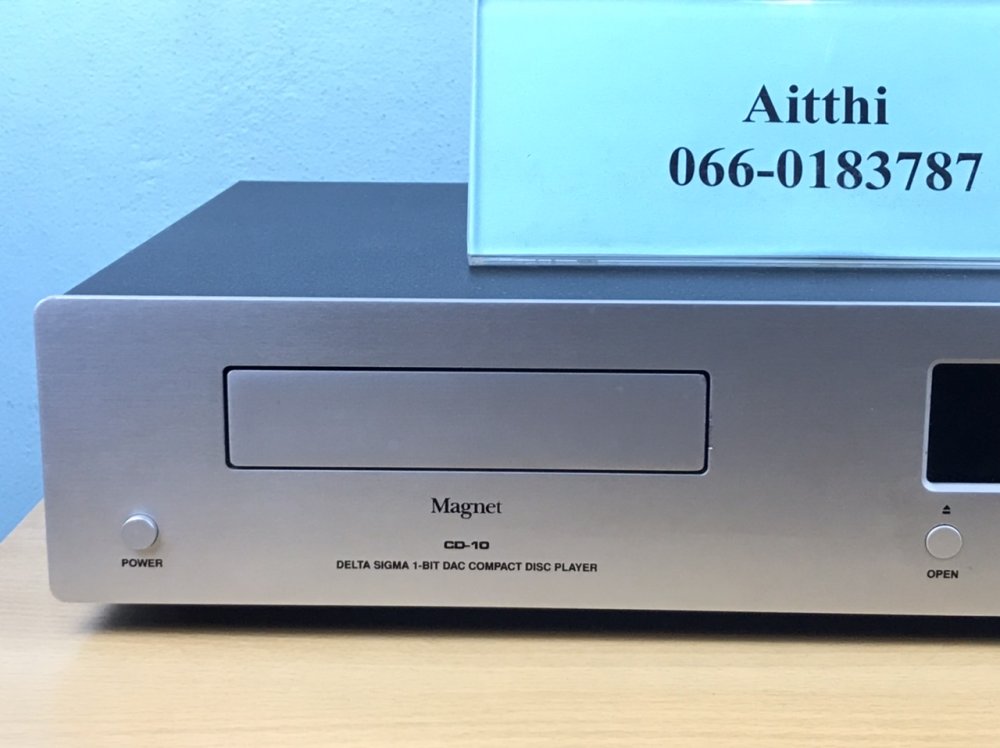 Aitthi
066-0183787
Magnet
CD-10
DELTA SIGMA 1-BIT DAC COMPACT DISC PLAYER
POWER
OPEN